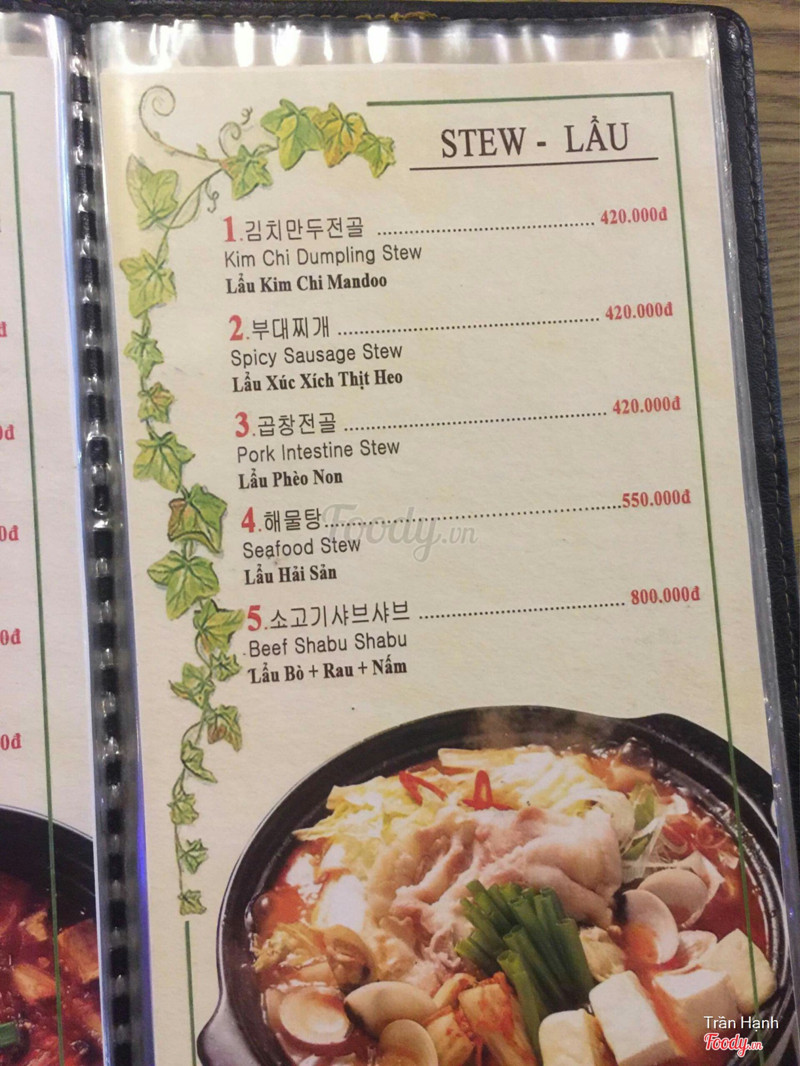 STEW - LẨU
1.김치만두전골 ........................ 420.000đ
Kim Chi Dumpling Stew
Lẩu Kim Chi Mandoo
2.부대찌개 ........................ 420.000đ
Spicy Sausage Stew
Lẩu Xúc Xích Thịt Heo
3.곱창전골 ........................ 420.000đ
Pork Intestine Stew
Lẩu Phèo Non
4.해물탕........................550.000đ
Seafood Stew
Lẩu Hải Sản
5.소고기샤브샤브 ........................ 800.000đ
Beef Shabu Shabu
Lẩu Bò + Rau + Nấm
Foody.vn
Trần Hạnh
Foody.vn